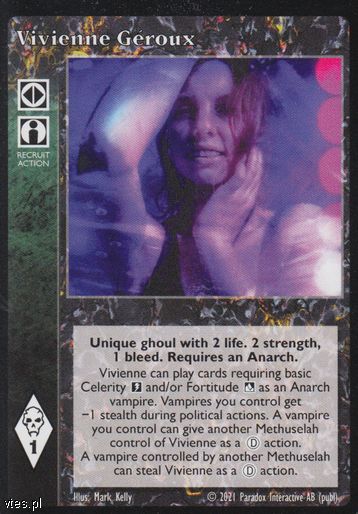 Vivienne Géroux
RECRUIT
ACTION
Unique ghoul with 2 life. 2 strength,
1 bleed. Requires an Anarch.
Vivienne can play cards requiring basic
Celerity and/or Fortitude as an Anarch
vampire. Vampires you control get
−1 stealth during political actions. A vampire
you control can give another Methuselah
control of Vivienne as a Ⓓ action.
A vampire controlled by another Methuselah
can steal Vivienne as a Ⓓ action.
1
Illus: Mark Kelly © 2021 Paradox Interactive AB (publ)
vtes.pl